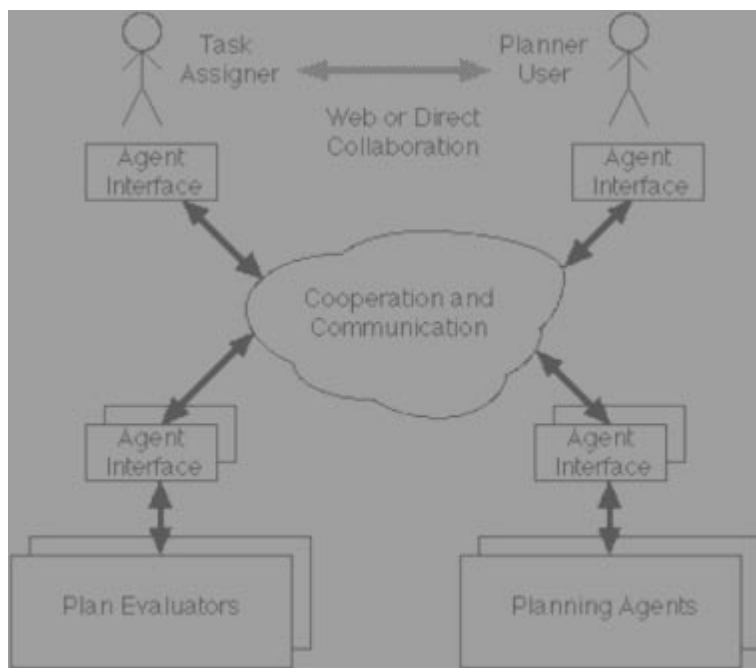 Task
Assigner
Planner
User
Web or Direct
Collaboration
Agent
Interface
Agent
Interface
Cooperation and
Communication
Agent
Interface
Agent
Interface
Plan Evaluators
Planning Agents